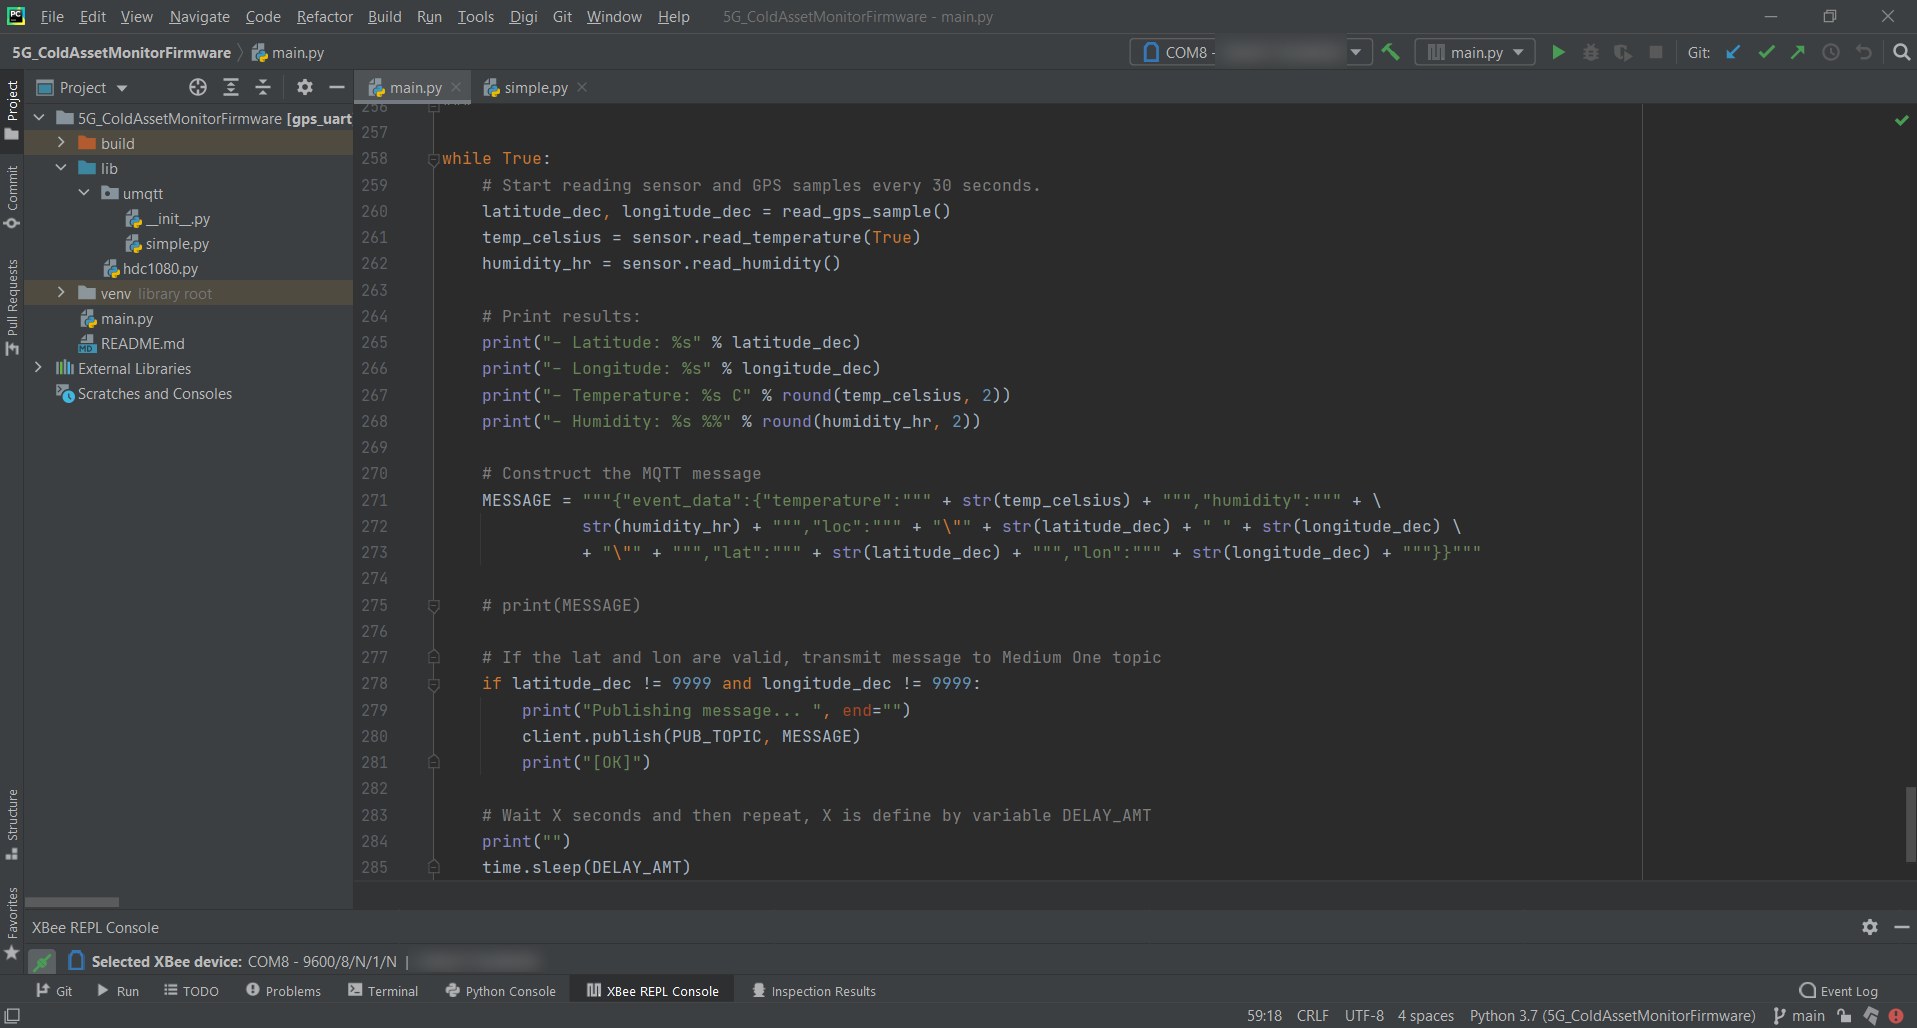 File Edit View Navigate Code Refactor Build Run Tools Digi Git Window Help 5G_ColdAssetMonitorFirmware - main.py
5G_ColdAssetMonitorFirmware main.py COM8 - main.py Git:
Project
Commit
Pull Requests
Structure
Favorites
Project
5G_ColdAssetMonitorFirmware [gps_uart
build
lib
umqtt
__init__.py
simple.py
hdc1080.py
venv library root
main.py
README.md
External Libraries
Scratches and Consoles
main.py simple.py
256 """
257
258 while True:
259     # Start reading sensor and GPS samples every 30 seconds.
260     latitude_dec, longitude_dec = read_gps_sample()
261     temp_celsius = sensor.read_temperature(True)
262     humidity_hr = sensor.read_humidity()
263
264     # Print results:
265     print("- Latitude: %s" % latitude_dec)
266     print("- Longitude: %s" % longitude_dec)
267     print("- Temperature: %s C" % round(temp_celsius, 2))
268     print("- Humidity: %s %%" % round(humidity_hr, 2))
269
270     # Construct the MQTT message
271     MESSAGE = """{"event_data":{"temperature":""" + str(temp_celsius) + ""","humidity":""" + \
272               str(humidity_hr) + ""","loc":""" + "\"" + str(latitude_dec) + " " + str(longitude_dec) \
273               + "\"" + ""","lat":""" + str(latitude_dec) + ""","lon":""" + str(longitude_dec) + """}}"""
274
275     # print(MESSAGE)
276
277     # If the lat and lon are valid, transmit message to Medium One topic
278     if latitude_dec != 9999 and longitude_dec != 9999:
279         print("Publishing message... ", end="")
280         client.publish(PUB_TOPIC, MESSAGE)
281         print("[OK]")
282
283     # Wait X seconds and then repeat, X is define by variable DELAY_AMT
284     print("")
285     time.sleep(DELAY_AMT)
XBee REPL Console
Selected XBee device: COM8 - 9600/8/N/1/N |
Git Run TODO Problems Terminal Python Console XBee REPL Console Inspection Results Event Log
59:18 CRLF UTF-8 4 spaces Python 3.7 (5G_ColdAssetMonitorFirmware) main